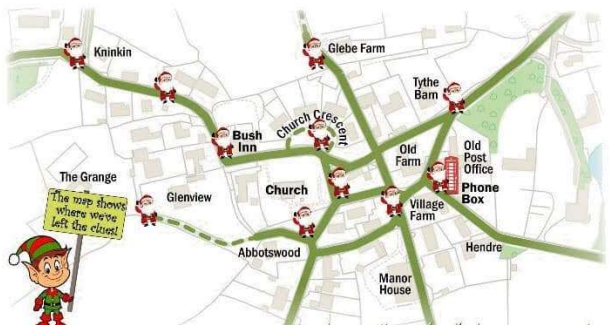 Kninkin
Glebe Farm
Tythe
Barn
Bush
Inn
Church Crescent
Old
Farm
Old
Post
Office
Phone
Box
The Grange
The map shows
where we've
left the clues!
Glenview
Church
Village
Farm
Abbotswood
Hendre
Manor
House